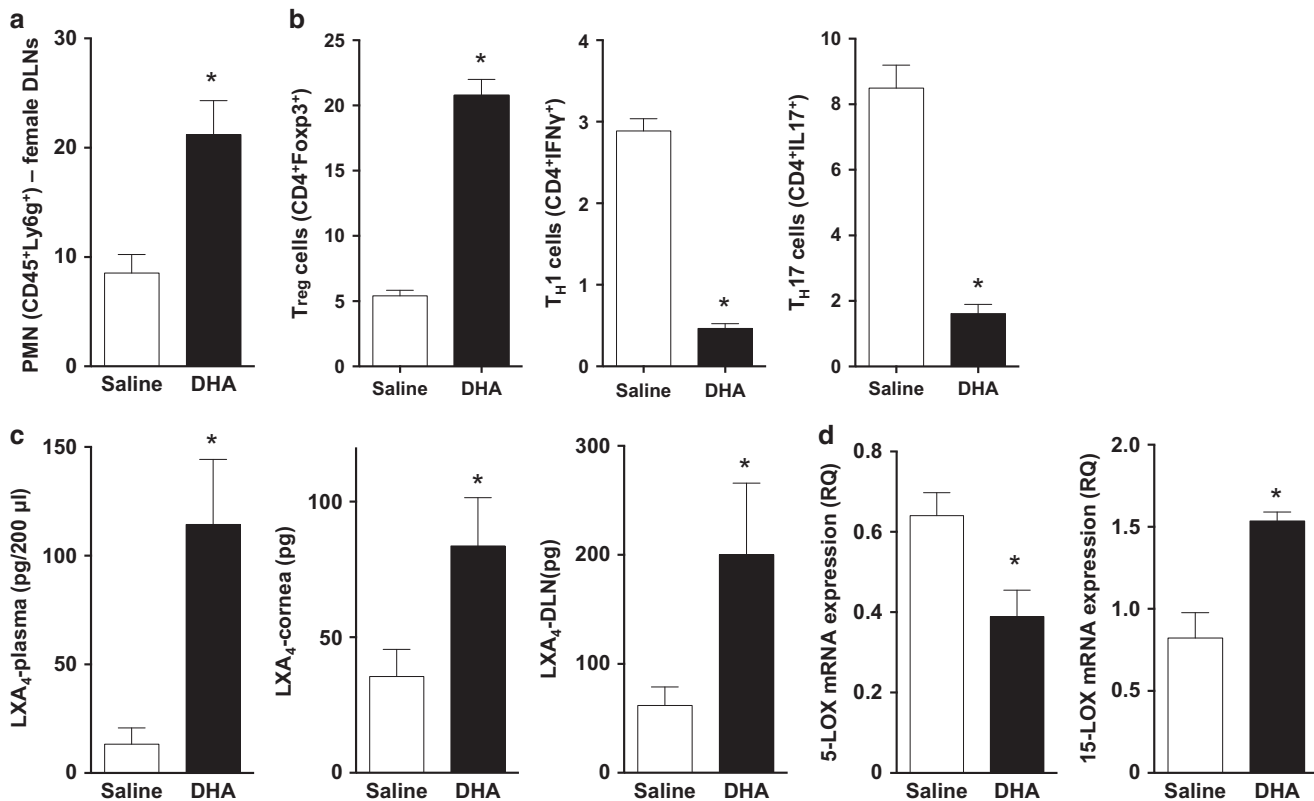 a
PMN (CD45⁺Ly6g⁺) – female DLNs
30
20
10
0
*
Saline DHA
b
Treg cells (CD4⁺Foxp3⁺)
25
20
15
10
5
0
*
Saline DHA
T_H1 cells (CD4⁺IFNγ⁺)
4
3
2
1
0
*
Saline DHA
T_H17 cells (CD4⁺IL17⁺)
10
8
6
4
2
0
*
Saline DHA
c
LXA₄-plasma (pg/200 µl)
150
100
50
0
*
Saline DHA
LXA₄-cornea (pg)
100
50
0
*
Saline DHA
LXA₄-DLN(pg)
300
200
100
0
*
Saline DHA
d
5-LOX mRNA expression (RQ)
0.8
0.6
0.4
0.2
0
*
Saline DHA
15-LOX mRNA expression (RQ)
2.0
1.5
1.0
0.5
0
*
Saline DHA